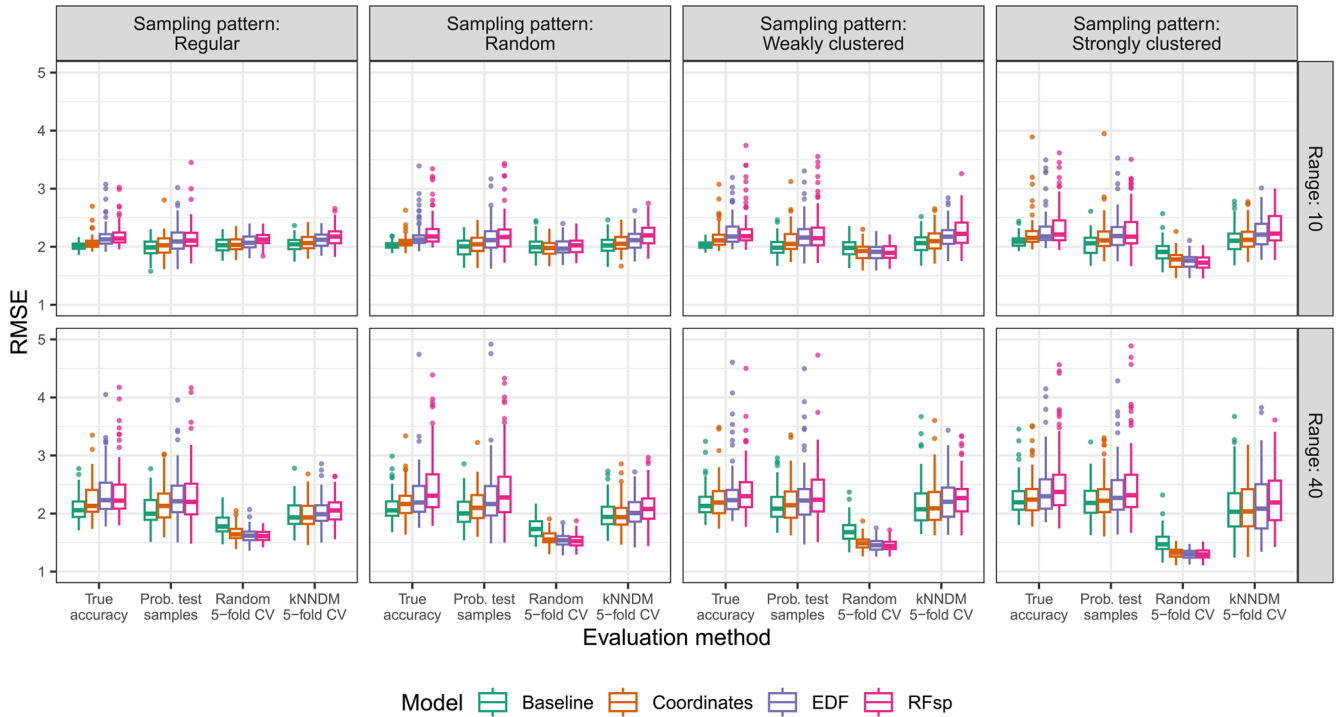 Sampling pattern:
Regular
Sampling pattern:
Random
Sampling pattern:
Weakly clustered
Sampling pattern:
Strongly clustered
5
4
3
2
1
Range: 10
RMSE
5
4
3
2
1
Range: 40
True
accuracy
Prob. test
samples
Random
5−fold CV
kNNDM
5−fold CV
True
accuracy
Prob. test
samples
Random
5−fold CV
kNNDM
5−fold CV
True
accuracy
Prob. test
samples
Random
5−fold CV
kNNDM
5−fold CV
True
accuracy
Prob. test
samples
Random
5−fold CV
kNNDM
5−fold CV
Evaluation method
Model Baseline Coordinates EDF RFsp